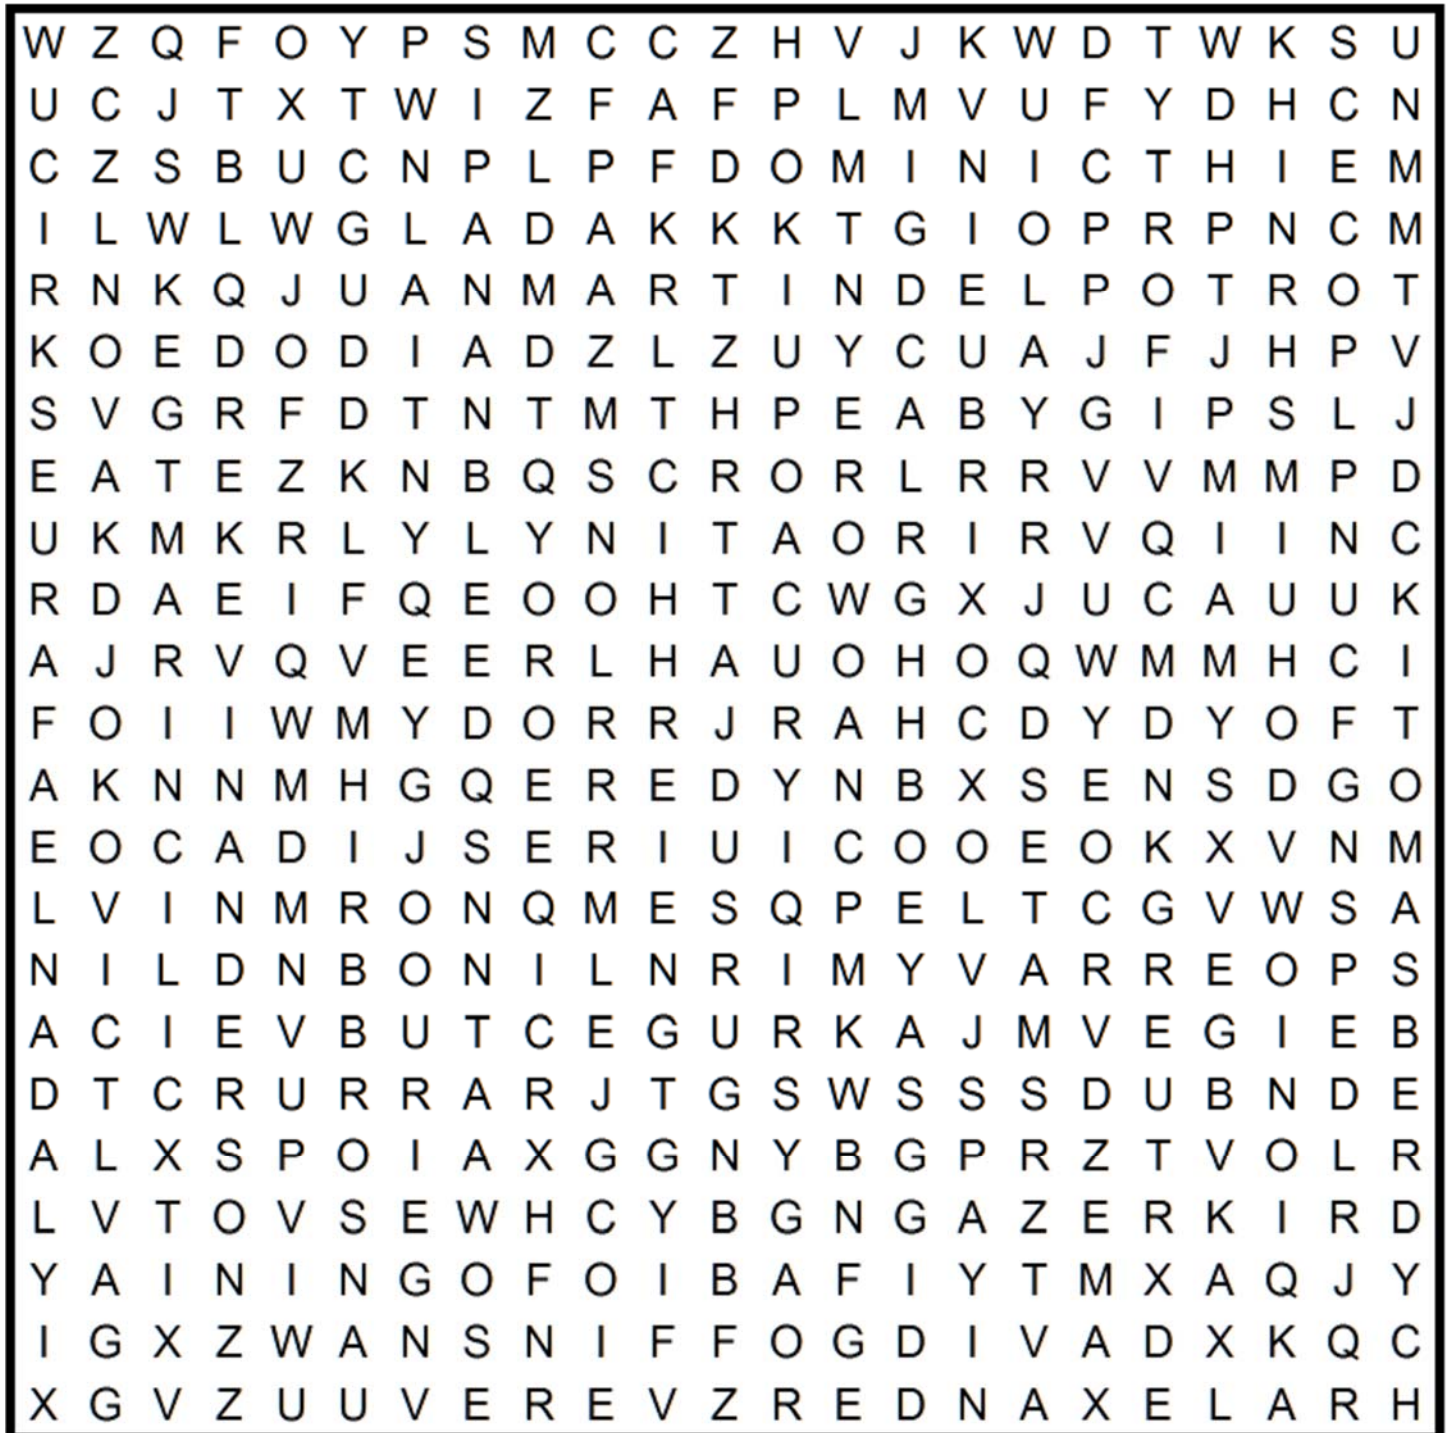 W Z Q F O Y P S M C C Z H V J K W D T W K S U
U C J T X T W I Z F A F P L M V U F Y D H C N
C Z S B U C N P L P F D O M I N I C T H I E M
I L W L W G L A D A K K K T G I O P R P N C M
R N K Q J U A N M A R T I N D E L P O T R O T
K O E D O D I A D Z L Z U Y C U A J F J H P V
S V G R F D T N T M T H P E A B Y G I P S L J
E A T E Z K N B Q S C R O R L R R V V M M P D
U K M K R L Y L Y N I T A O R I R V Q I I N C
R D A E I F Q E O O H T C W G X J U C A U U K
A J R V Q V E E R L H A U O H O Q W M M H C I
F O I I W M Y D O R R J R A H C D Y D Y O F T
A K N N M H G Q E R E D Y N B X S E N S D G O
E O C A D I J S E R I U I C O O E O K X V N M
L V I N M R O N Q M E S Q P E L T C G V W S A
N I L D N B O N I L N R I M Y V A R R E O P S
A C I E V B U T C E G U R K A J M V E G I E B
D T C R U R R A R J T G S W S S S D U B N D E
A L X S P O I A X G G N Y B G P R Z T V O L R
L V T O V S E W H C Y B G N G A Z E R K I R D
Y A I N I N G O F O I B A F I Y T M X A Q J Y
I G X Z W A N S N I F F O G D I V A D X K Q C
X G V Z U U V E R E V Z R E D N A X E L A R H